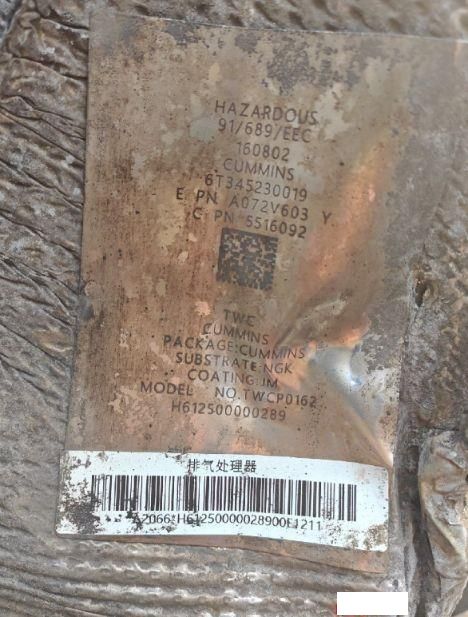 HAZARDOUS
91/689/EEC
160802
CUMMINS
6T345230019
E PN A072V603 Y
C PN 5516092
TWC
CUMMINS
PACKAGE:CUMMINS
SUBSTRATE:NGK
COATING:JM
MODEL NO.TWCP0162
H612500000289
排气处理器
A2066*H61250000028900E1211